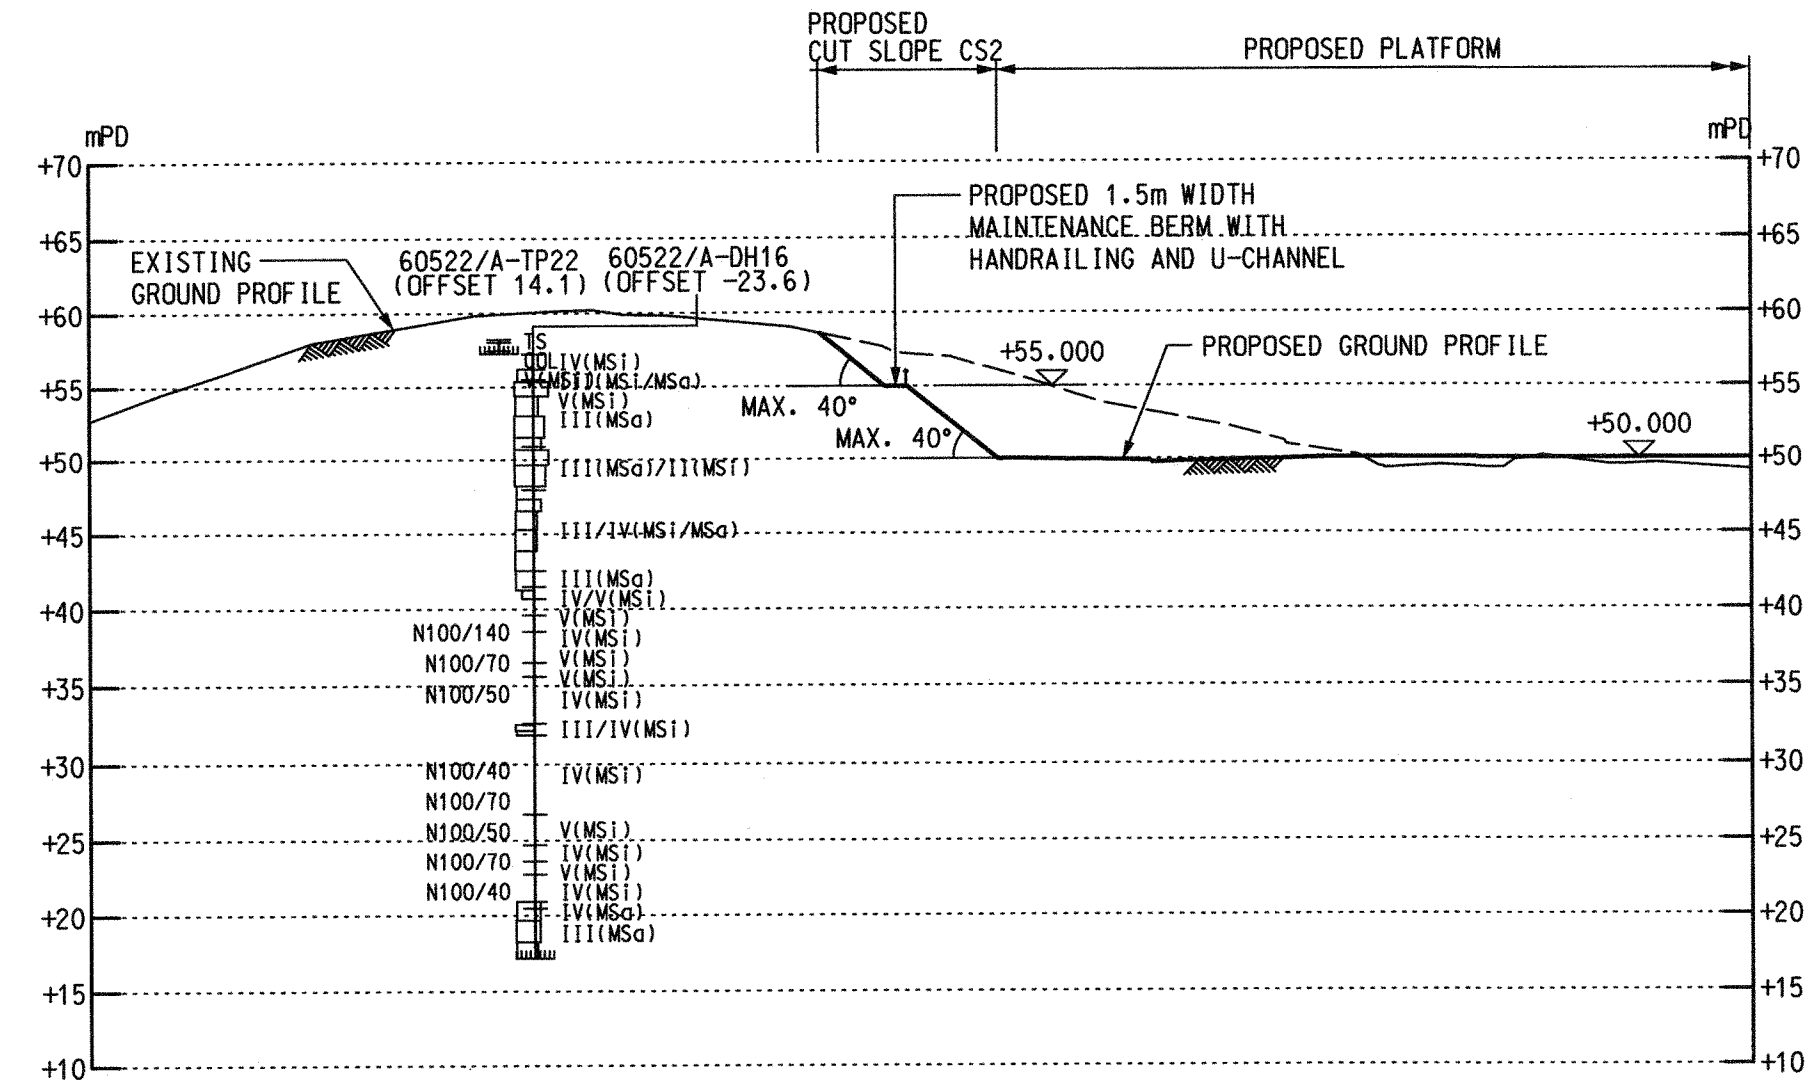 PROPOSED
CUT SLOPE CS2
PROPOSED PLATFORM
mPD
mPD
+70
+70
PROPOSED 1.5m WIDTH
MAINTENANCE BERM WITH
HANDRAILING AND U-CHANNEL
+65
+65
EXISTING
GROUND PROFILE
60522/A-TP22
(OFFSET 14.1)
60522/A-DH16
(OFFSET -23.6)
+60
+60
TS
COLIV(MSi)
(MSi/MSa)
V(MSi)
III(MSa)
+55.000
PROPOSED GROUND PROFILE
+55
+55
MAX. 40°
MAX. 40°
+50.000
+50
+50
III(MSa)/II(MSi)
+45
III/IV(MSi/MSa)
+45
III(MSa)
IV/V(MSi)
+40
+40
V(MSi)
N100/140
IV(MSi)
V(MSi)
N100/70
V(MSi)
+35
N100/50
IV(MSi)
+35
III/IV(MSi)
+30
N100/40
IV(MSi)
+30
N100/70
N100/50
V(MSi)
+25
IV(MSi)
+25
N100/70
V(MSi)
N100/40
IV(MSi)
+20
IV(MSa)
+20
III(MSa)
+15
+15
+10
+10